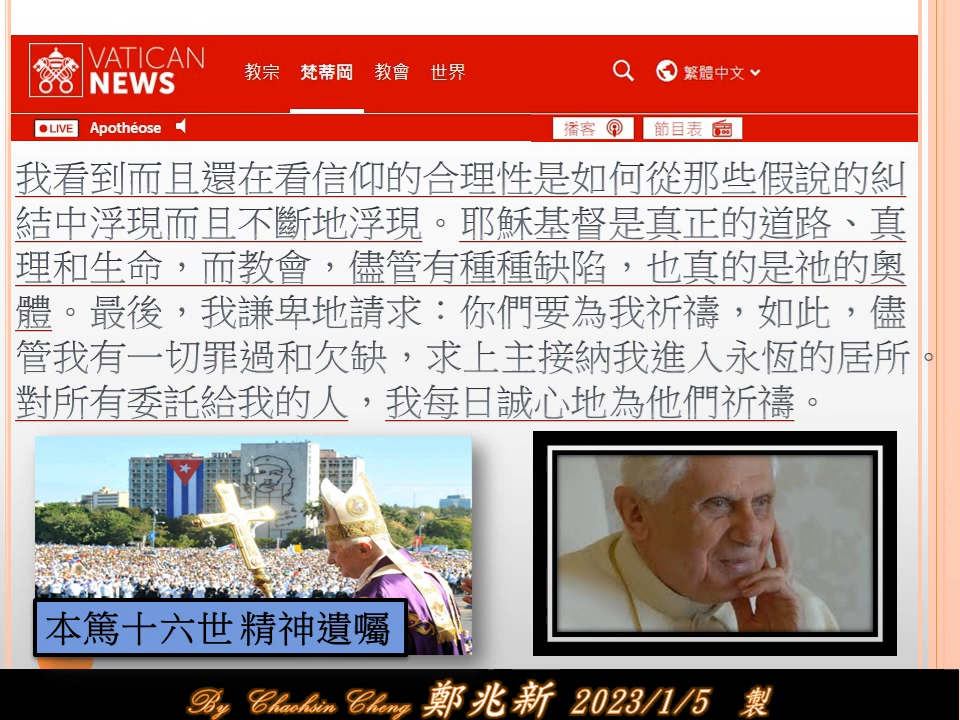 VATICAN
NEWS
教宗 梵蒂岡 教會 世界 繁體中文
LIVE Apothéose 播客 節目表
我看到而且還在看信仰的合理性是如何從那些假說的糾
結中浮現而且不斷地浮現。耶穌基督是真正的道路、真
理和生命，而教會，儘管有種種缺陷，也真的是祂的奧
體。最後，我謙卑地請求：你們要為我祈禱，如此，儘
管我有一切罪過和欠缺，求上主接納我進入永恆的居所。
對所有委託給我的人，我每日誠心地為他們祈禱。
本篤十六世精神遺囑
By Chaohsin Cheng 鄭兆新 2023/1/5 製